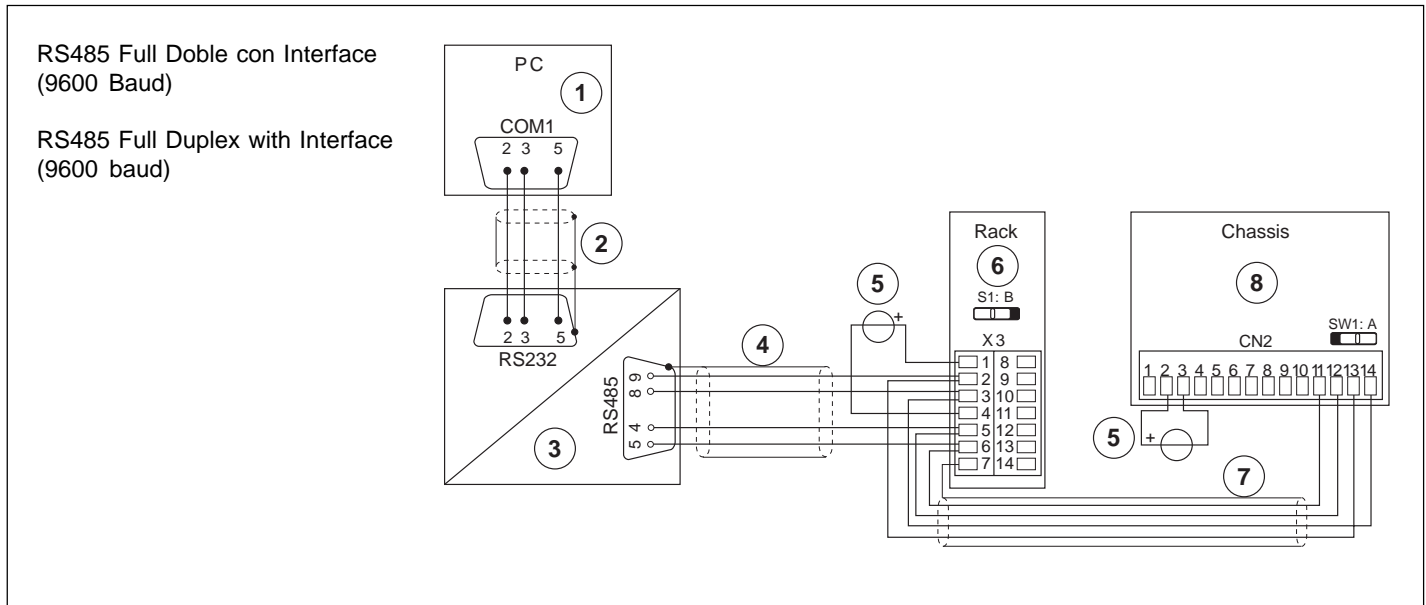 RS485 Full Doble con Interface
(9600 Baud)
RS485 Full Duplex with Interface
(9600 baud)
PC
1
COM1
2 3 5
2
2 3 5
RS232
3
RS485
9
8
4
5
4
5
+
Rack
6
S1: B
X3
1 8
2 9
3 10
4 11
5 12
6 13
7 14
Chassis
8
SW1: A
CN2
1 2 3 4 5 6 7 8 9 10 11 12 13 14
5
+
7